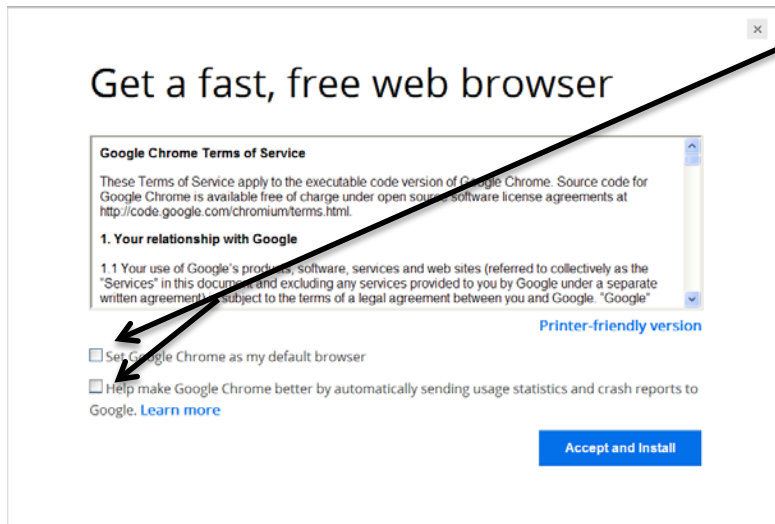 Get a fast, free web browser
Google Chrome Terms of Service
These Terms of Service apply to the executable code version of Google Chrome. Source code for
Google Chrome is available free of charge under open source software license agreements at
http://code.google.com/chromium/terms.html.
1. Your relationship with Google
1.1 Your use of Google's products, software, services and web sites (referred to collectively as the
"Services" in this document and excluding any services provided to you by Google under a separate
written agreement) is subject to the terms of a legal agreement between you and Google. "Google"
Printer-friendly version
Set Google Chrome as my default browser
Help make Google Chrome better by automatically sending usage statistics and crash reports to
Google. Learn more
Accept and Install